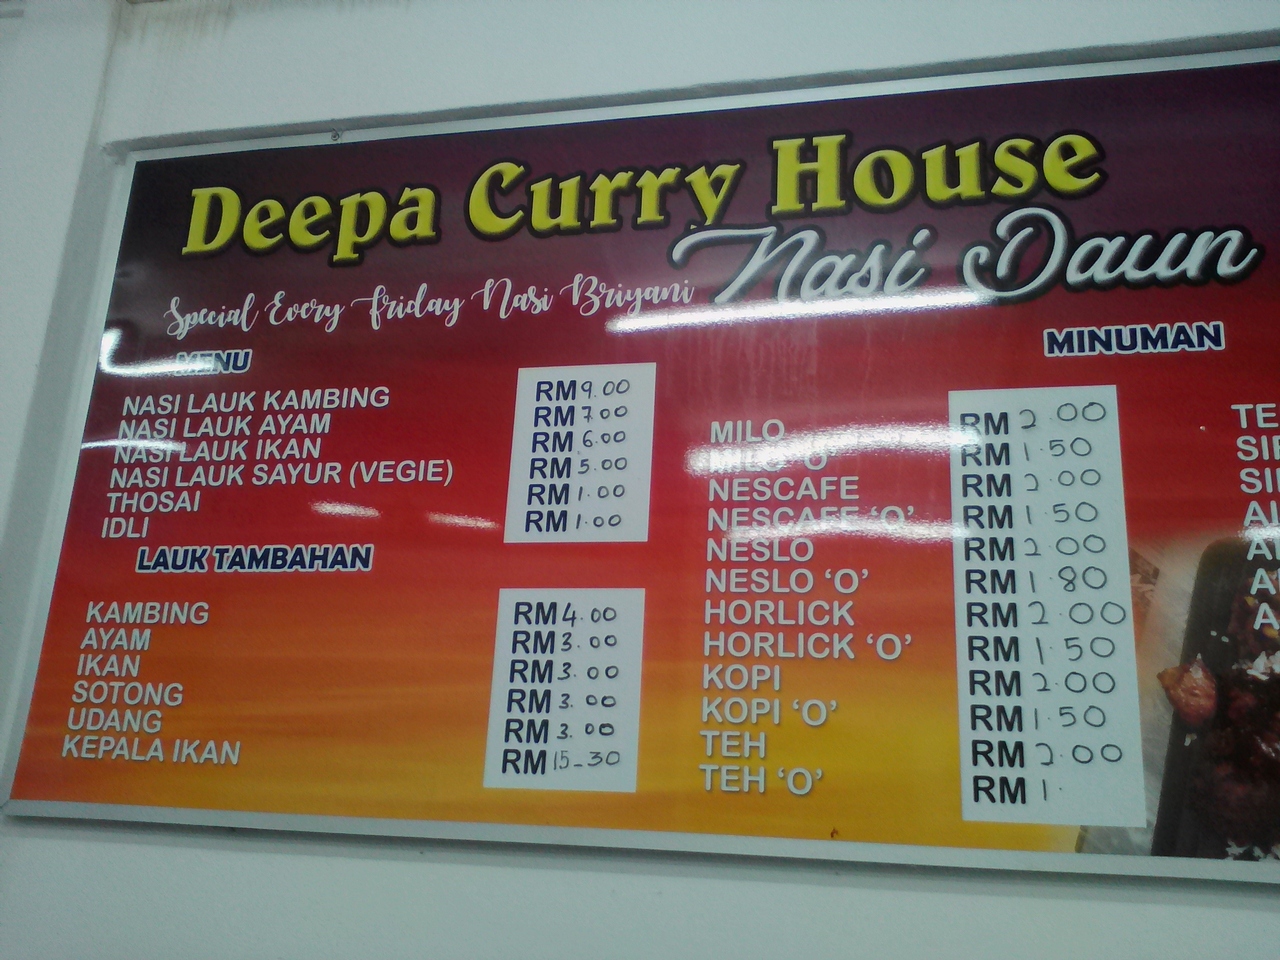 Deepa Curry House
Nasi Daun
Special Every Friday Nasi Briyani
MENU
NASI LAUK KAMBING RM 9.00
NASI LAUK AYAM RM 7.00
NASI LAUK IKAN RM 6.00
NASI LAUK SAYUR (VEGIE) RM 5.00
THOSAI RM 1.00
IDLI RM 1.00
LAUK TAMBAHAN
KAMBING RM 4.00
AYAM RM 3.00
IKAN RM 3.00
SOTONG RM 3.00
UDANG RM 3.00
KEPALA IKAN RM 15-30
MINUMAN
MILO RM 2.00
MILO 'O' RM 1.50
NESCAFE RM 2.00
NESCAFE 'O' RM 1.50
NESLO RM 2.00
NESLO 'O' RM 1.80
HORLICK RM 2.00
HORLICK 'O' RM 1.50
KOPI RM 2.00
KOPI 'O' RM 1.50
TEH RM 2.00
TEH 'O' RM 1.